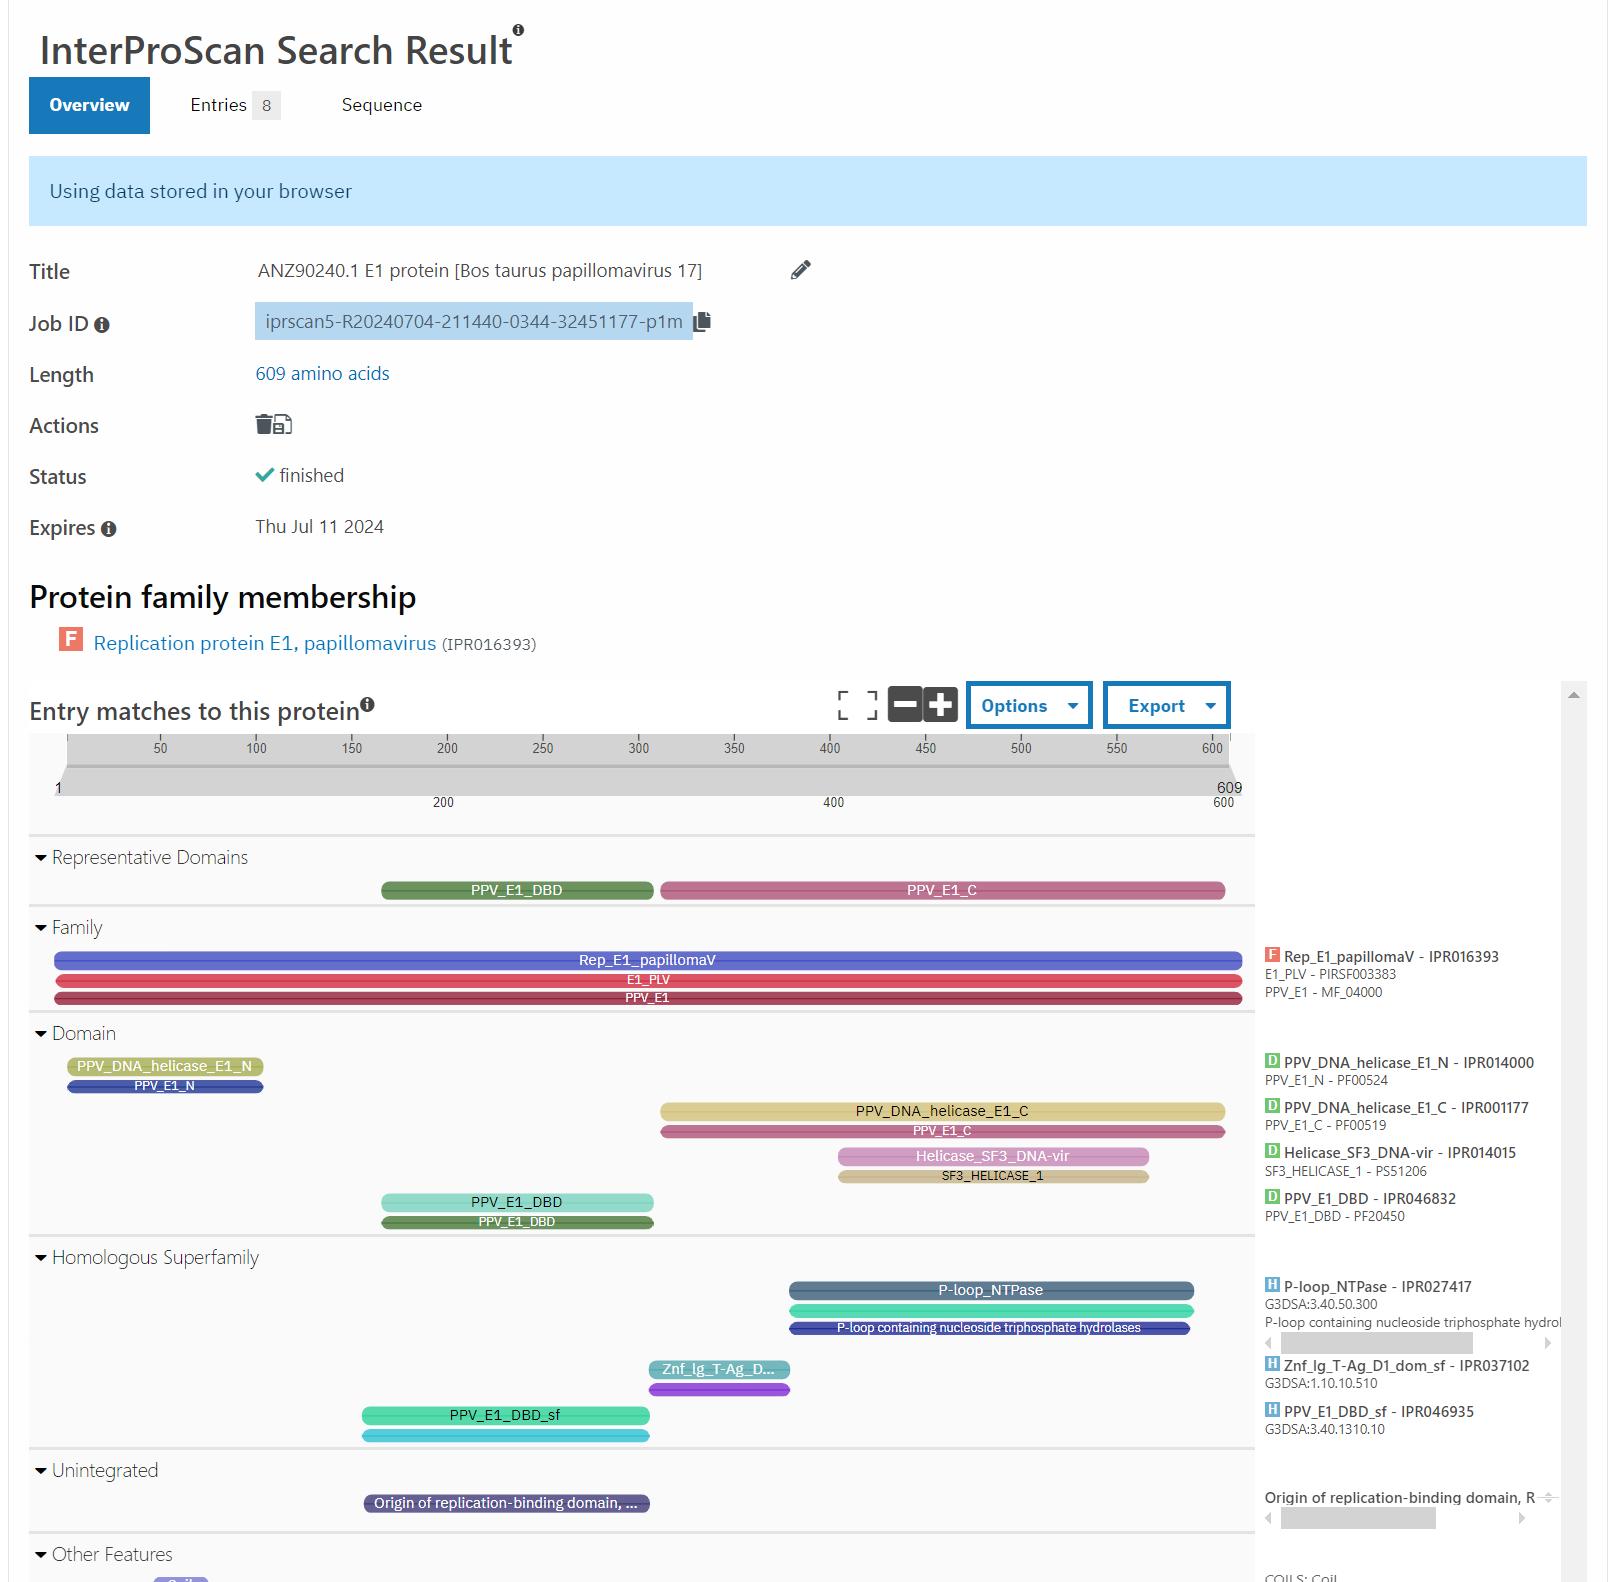 InterProScan Search Result
Overview
Entries 8
Sequence
Using data stored in your browser
Title ANZ90240.1 E1 protein [Bos taurus papillomavirus 17]
Job ID iprscan5-R20240704-211440-0344-32451177-p1m
Length 609 amino acids
Actions
Status finished
Expires Thu Jul 11 2024
Protein family membership
F Replication protein E1, papillomavirus (IPR016393)
Entry matches to this protein
Options
Export
50 100 150 200 250 300 350 400 450 500 550 600
1 609
200 400 600
Representative Domains
PPV_E1_DBD PPV_E1_C
Family
Rep_E1_papillomaV
E1_PLV
PPV_E1
F Rep_E1_papillomaV - IPR016393
E1_PLV - PIRSF003383
PPV_E1 - MF_04000
Domain
PPV_DNA_helicase_E1_N
PPV_E1_N
D PPV_DNA_helicase_E1_N - IPR014000
PPV_E1_N - PF00524
PPV_DNA_helicase_E1_C
PPV_E1_C
D PPV_DNA_helicase_E1_C - IPR001177
PPV_E1_C - PF00519
Helicase_SF3_DNA-vir
SF3_HELICASE_1
D Helicase_SF3_DNA-vir - IPR014015
SF3_HELICASE_1 - PS51206
PPV_E1_DBD
PPV_E1_DBD
D PPV_E1_DBD - IPR046832
PPV_E1_DBD - PF20450
Homologous Superfamily
P-loop_NTPase
P-loop containing nucleoside triphosphate hydrolases
H P-loop_NTPase - IPR027417
G3DSA:3.40.50.300
P-loop containing nucleoside triphosphate hydrol
Znf_lg_T-Ag_D...
H Znf_lg_T-Ag_D1_dom_sf - IPR037102
G3DSA:1.10.10.510
PPV_E1_DBD_sf
H PPV_E1_DBD_sf - IPR046935
G3DSA:3.40.1310.10
Unintegrated
Origin of replication-binding domain, ...
Origin of replication-binding domain, R
Other Features
Coil
COILS: Coil